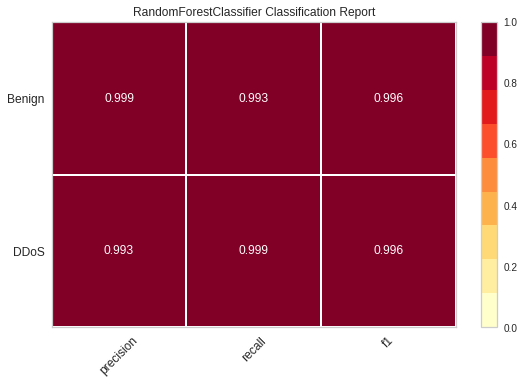 RandomForestClassifier Classification Report
Benign 0.999 0.993 0.996
DDoS 0.993 0.999 0.996
precision recall f1
1.0
0.8
0.6
0.4
0.2
0.0